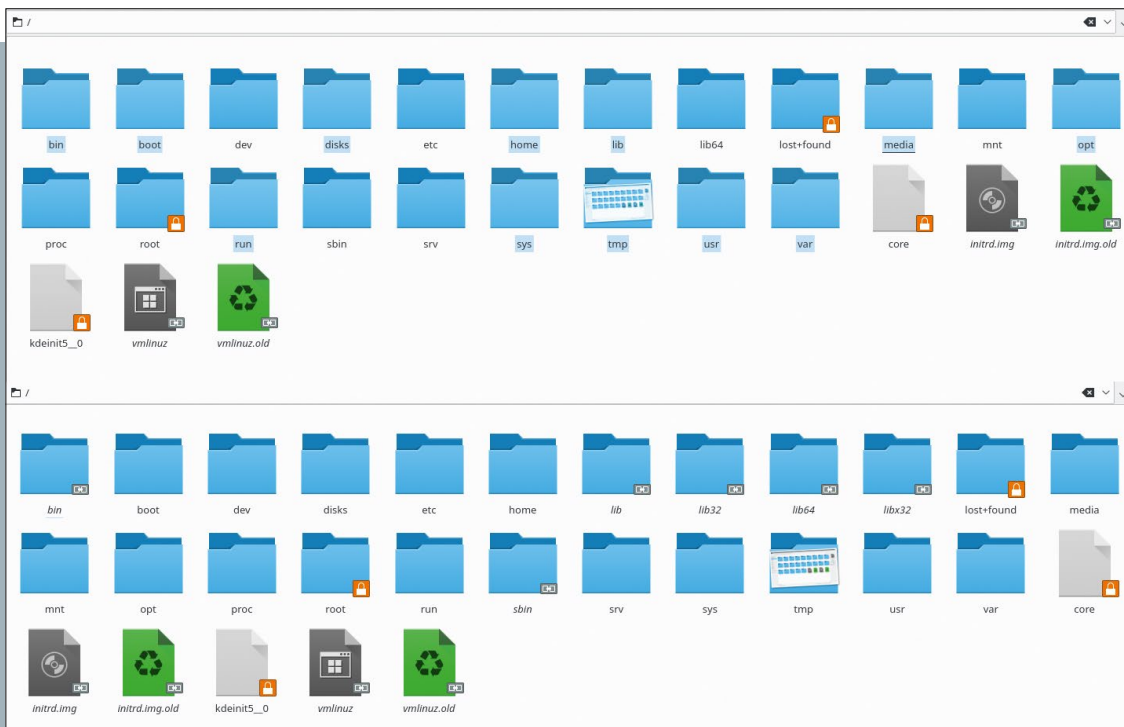 /
bin boot dev disks etc home lib lib64 lost+found media mnt opt
proc root run sbin srv sys tmp usr var core initrd.img initrd.img.old
kdeinit5__0 vmlinuz vmlinuz.old
/
bin boot dev disks etc home lib lib32 lib64 libx32 lost+found media
mnt opt proc root run sbin srv sys tmp usr var core
initrd.img initrd.img.old kdeinit5__0 vmlinuz vmlinuz.old